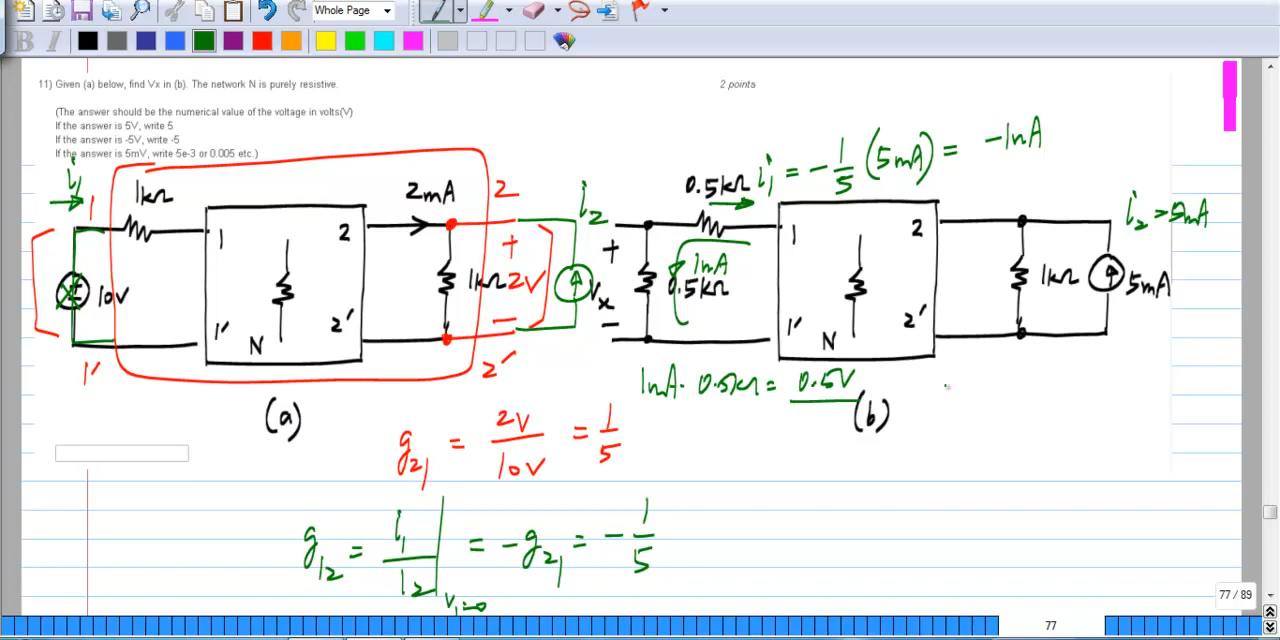 Whole Page
B I
11) Given (a) below, find Vx in (b). The network N is purely resistive.
2 points
(The answer should be the numerical value of the voltage in volts(V)
If the answer is 5V, write 5
If the answer is -5V, write -5
If the answer is 5mV, write 5e-3 or 0.005 etc.)
i₁ = -1/5 (5mA) = -1mA
i₁
1
1kΩ
2mA
2
i₂
0.5kΩ
i₂ = 5mA
1
2
1
2
+
+
10V
1kΩ
2V
Vx
1mA
0.5kΩ
1kΩ
5mA
-
-
1'
2'
N
1'
2'
N
1'
2'
1mA · 0.5kΩ = 0.5V
(a)
(b)
g₂₁ = 2V/10V = 1/5
g₁₂ = i₁/I₂ |v₁=0 = -g₂₁ = -1/5
77 / 89
77